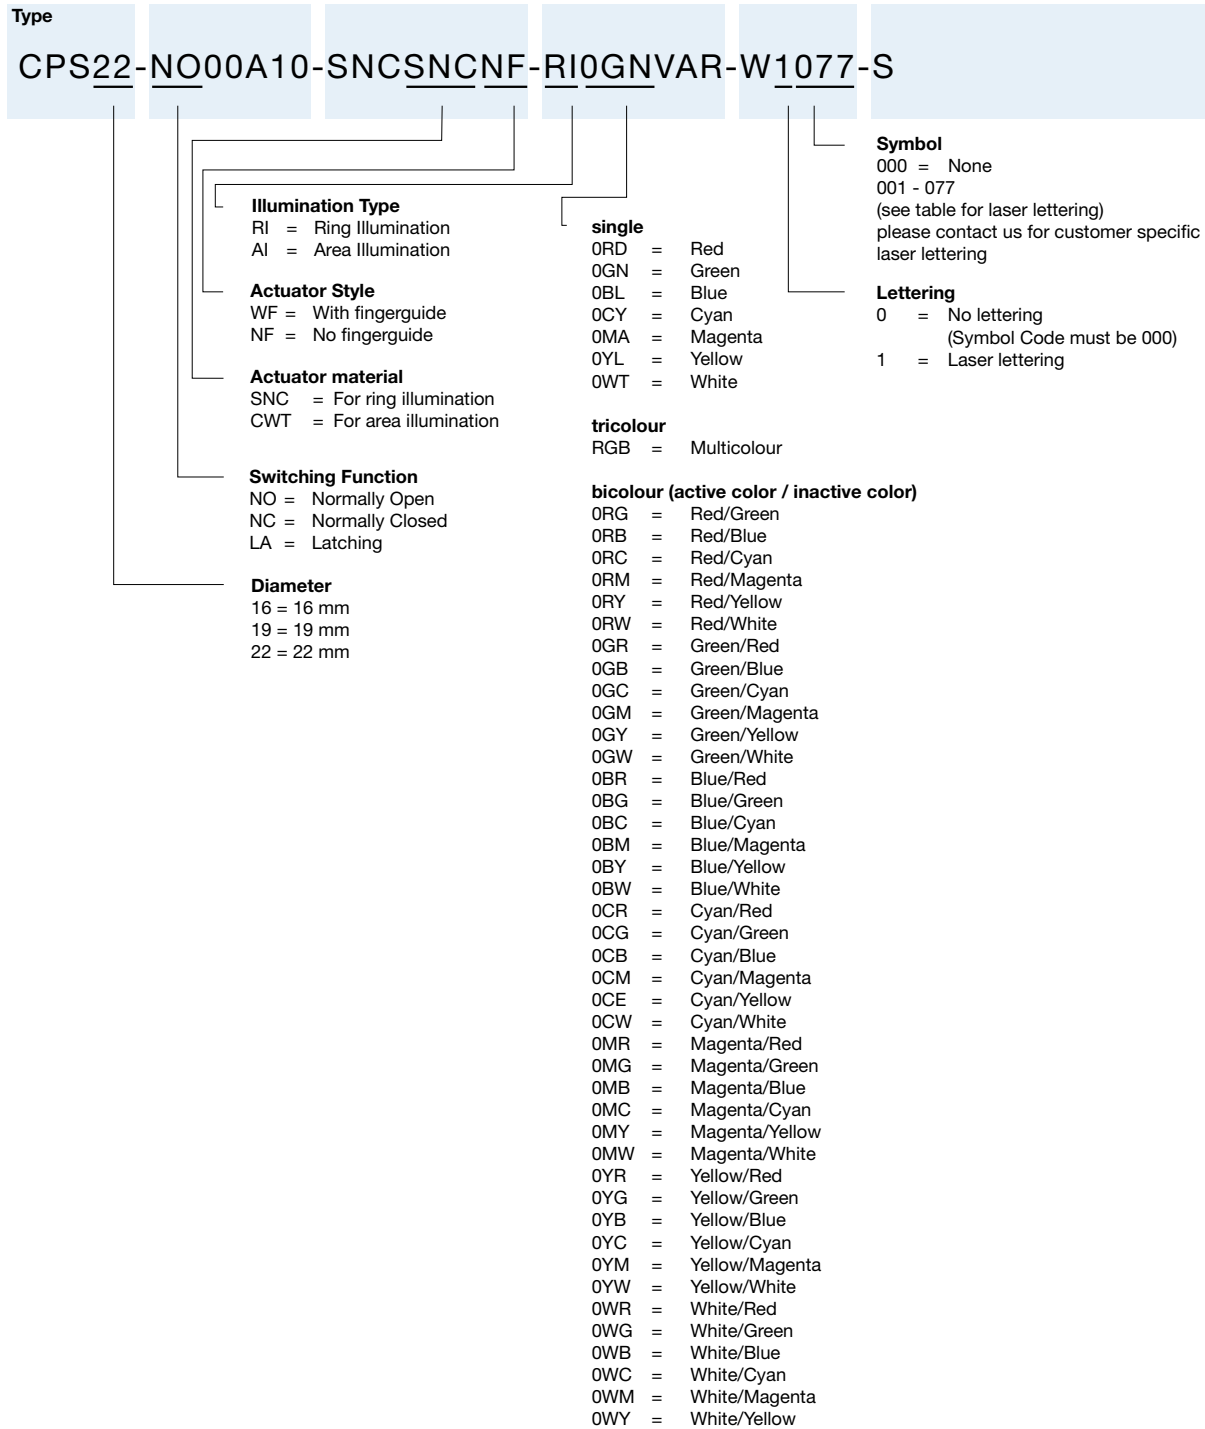 Type
CPS22-NO00A10-SNCSNCNF-RI0GNVAR-W1077-S
Symbol
000 = None
001 - 077
(see table for laser lettering)
please contact us for customer specific
laser lettering
Lettering
0 = No lettering
(Symbol Code must be 000)
1 = Laser lettering
Illumination Type
RI = Ring Illumination
AI = Area Illumination
Actuator Style
WF = With fingerguide
NF = No fingerguide
Actuator material
SNC = For ring illumination
CWT = For area illumination
Switching Function
NO = Normally Open
NC = Normally Closed
LA = Latching
Diameter
16 = 16 mm
19 = 19 mm
22 = 22 mm
single
0RD = Red
0GN = Green
0BL = Blue
0CY = Cyan
0MA = Magenta
0YL = Yellow
0WT = White
tricolour
RGB = Multicolour
bicolour (active color / inactive color)
0RG = Red/Green
0RB = Red/Blue
0RC = Red/Cyan
0RM = Red/Magenta
0RY = Red/Yellow
0RW = Red/White
0GR = Green/Red
0GB = Green/Blue
0GC = Green/Cyan
0GM = Green/Magenta
0GY = Green/Yellow
0GW = Green/White
0BR = Blue/Red
0BG = Blue/Green
0BC = Blue/Cyan
0BM = Blue/Magenta
0BY = Blue/Yellow
0BW = Blue/White
0CR = Cyan/Red
0CG = Cyan/Green
0CB = Cyan/Blue
0CM = Cyan/Magenta
0CE = Cyan/Yellow
0CW = Cyan/White
0MR = Magenta/Red
0MG = Magenta/Green
0MB = Magenta/Blue
0MC = Magenta/Cyan
0MY = Magenta/Yellow
0MW = Magenta/White
0YR = Yellow/Red
0YG = Yellow/Green
0YB = Yellow/Blue
0YC = Yellow/Cyan
0YM = Yellow/Magenta
0YW = Yellow/White
0WR = White/Red
0WG = White/Green
0WB = White/Blue
0WC = White/Cyan
0WM = White/Magenta
0WY = White/Yellow